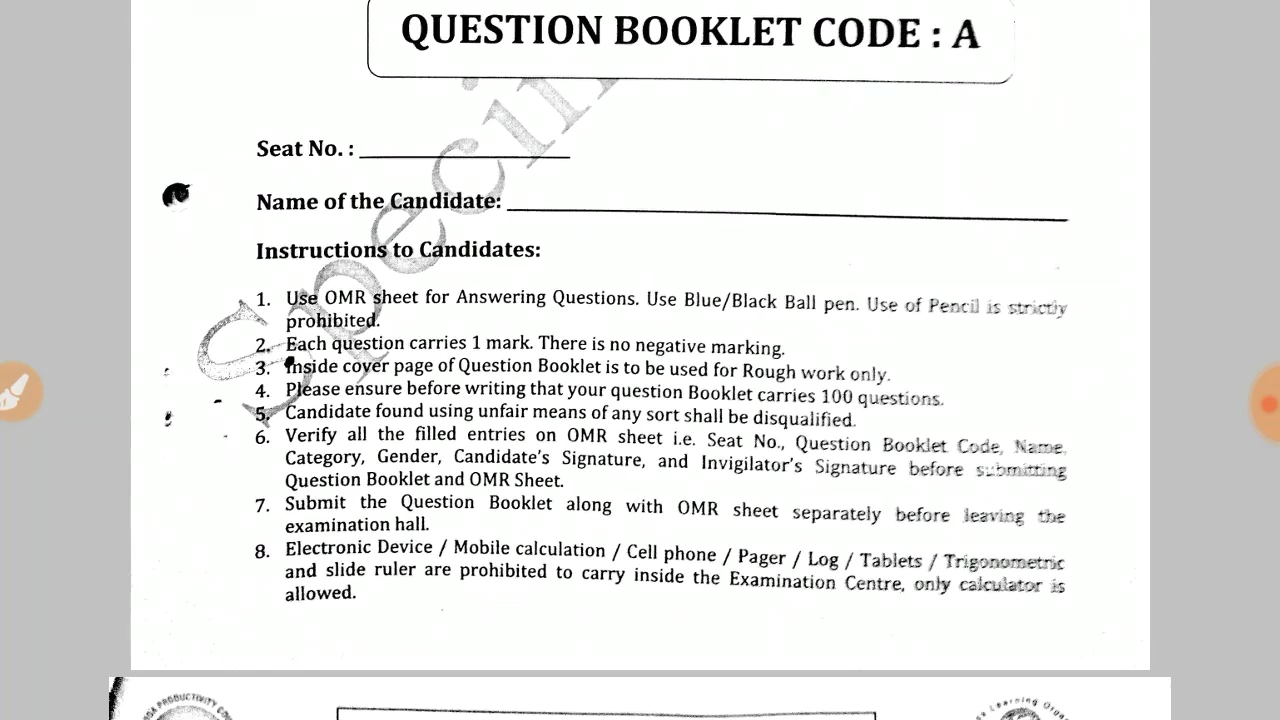 QUESTION BOOKLET CODE : A
Seat No. :
Name of the Candidate:
Instructions to Candidates:
1. Use OMR sheet for Answering Questions. Use Blue/Black Ball pen. Use of Pencil is strictly
prohibited.
2. Each question carries 1 mark. There is no negative marking.
3. Inside cover page of Question Booklet is to be used for Rough work only.
4. Please ensure before writing that your question Booklet carries 100 questions.
5. Candidate found using unfair means of any sort shall be disqualified.
6. Verify all the filled entries on OMR sheet i.e. Seat No., Question Booklet Code, Name,
Category, Gender, Candidate's Signature, and Invigilator's Signature before submitting
Question Booklet and OMR Sheet.
7. Submit the Question Booklet along with OMR sheet separately before leaving the
examination hall.
8. Electronic Device / Mobile calculation / Cell phone / Pager / Log / Tablets / Trigonometric
and slide ruler are prohibited to carry inside the Examination Centre, only calculator is
allowed.
PRODUCTIVITY
Learning